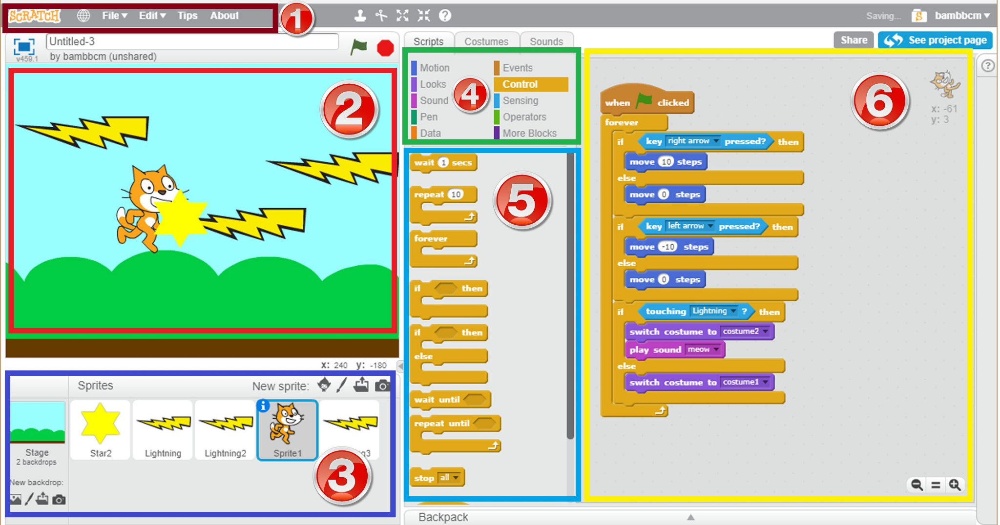 SCRATCH File Edit Tips About
1
Saving... bambbcm
Untitled-3
by bambbcm (unshared)
v459.1
Scripts Costumes Sounds
Share See project page
2
Motion Events
Looks Control
Sound Sensing
Pen Operators
Data More Blocks
4
wait 1 secs
repeat 10
forever
if then
if then
else
wait until
repeat until
stop all
5
when clicked
forever
if key right arrow pressed? then
move 10 steps
else
move 0 steps
if key left arrow pressed? then
move -10 steps
else
move 0 steps
if touching Lightning ? then
switch costume to costume2
play sound meow
else
switch costume to costume1
6
x: -61
y: 3
x: 240 y: -180
Sprites New sprite:
Stage
2 backdrops
New backdrop:
Star2 Lightning Lightning2 Sprite1
3
Backpack